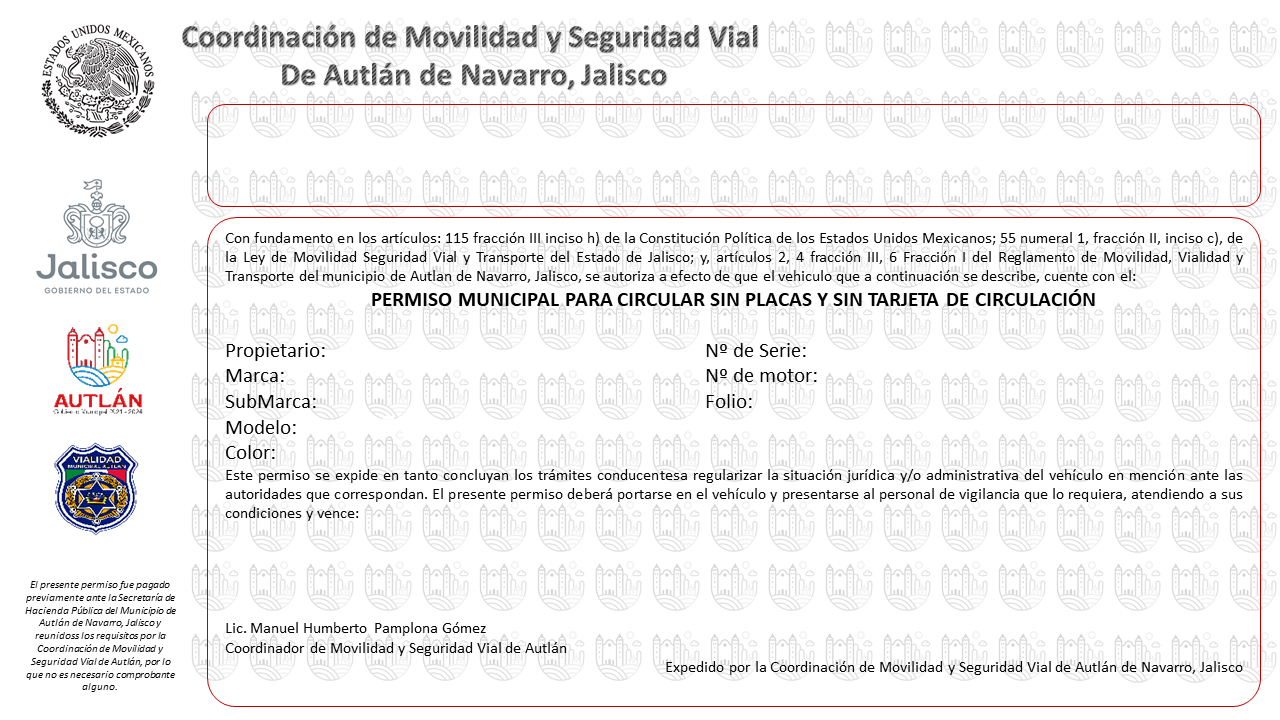 ESTADOS UNIDOS MEXICANOS
Coordinación de Movilidad y Seguridad Vial
De Autlán de Navarro, Jalisco
Jalisco
GOBIERNO DEL ESTADO
AUTLÁN
Gobierno Municipal 2021 - 2024
VIALIDAD
MUNICIPAL AUTLAN
El presente permiso fue pagado
previamente ante la Secretaría de
Hacienda Pública del Municipio de
Autlán de Navarro, Jalisco y
reunidoss los requisitos por la
Coordinación de Movilidad y
Seguridad Vial de Autlán, por lo
que no es necesario comprobante
alguno.
Con fundamento en los artículos: 115 fracción III inciso h) de la Constitución Política de los Estados Unidos Mexicanos; 55 numeral 1, fracción II, inciso c), de
la Ley de Movilidad Seguridad Vial y Transporte del Estado de Jalisco; y, artículos 2, 4 fracción III, 6 Fracción I del Reglamento de Movilidad, Vialidad y
Transporte del municipio de Autlan de Navarro, Jalisco, se autoriza a efecto de que el vehiculo que a continuación se describe, cuente con el:
PERMISO MUNICIPAL PARA CIRCULAR SIN PLACAS Y SIN TARJETA DE CIRCULACIÓN
Propietario:
Marca:
SubMarca:
Modelo:
Color:
Nº de Serie:
Nº de motor:
Folio:
Este permiso se expide en tanto concluyan los trámites conducentesa regularizar la situación jurídica y/o administrativa del vehículo en mención ante las
autoridades que correspondan. El presente permiso deberá portarse en el vehículo y presentarse al personal de vigilancia que lo requiera, atendiendo a sus
condiciones y vence:
Lic. Manuel Humberto Pamplona Gómez
Coordinador de Movilidad y Seguridad Vial de Autlán
Expedido por la Coordinación de Movilidad y Seguridad Vial de Autlán de Navarro, Jalisco